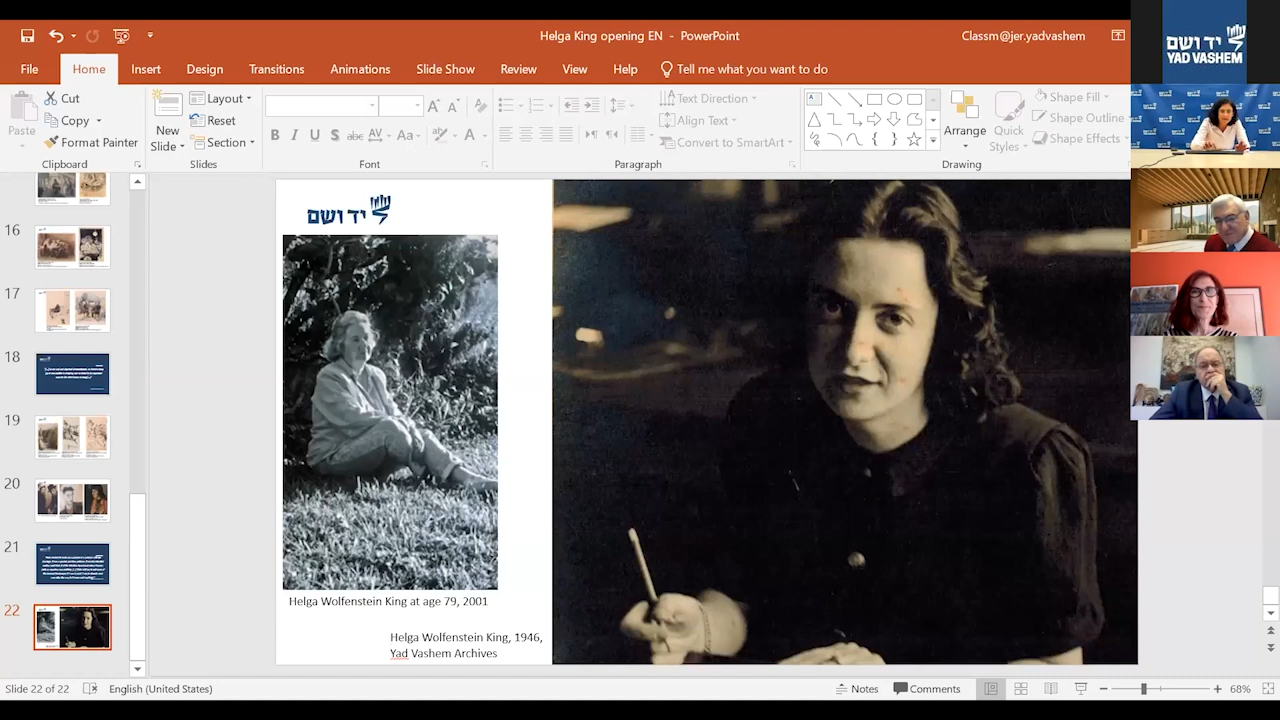 Helga King opening EN - PowerPoint
Classm@jer.yadvashem
File Home Insert Design Transitions Animations Slide Show Review View Help Tell me what you want to do
Paste
Cut
Copy
Format Painter
Clipboard
New
Slide
Layout
Reset
Section
Slides
B I U S abc AV Aa A
Font
Text Direction
Align Text
Convert to SmartArt
Paragraph
Arrange
Quick
Styles
Shape Fill
Shape Outline
Shape Effects
Drawing
יד ושם
YAD VASHEM
16
17
18
19
20
21
22
יד ושם
Helga Wolfenstein King at age 79, 2001
Helga Wolfenstein King, 1946,
Yad Vashem Archives
Slide 22 of 22
English (United States)
Notes
Comments
68%